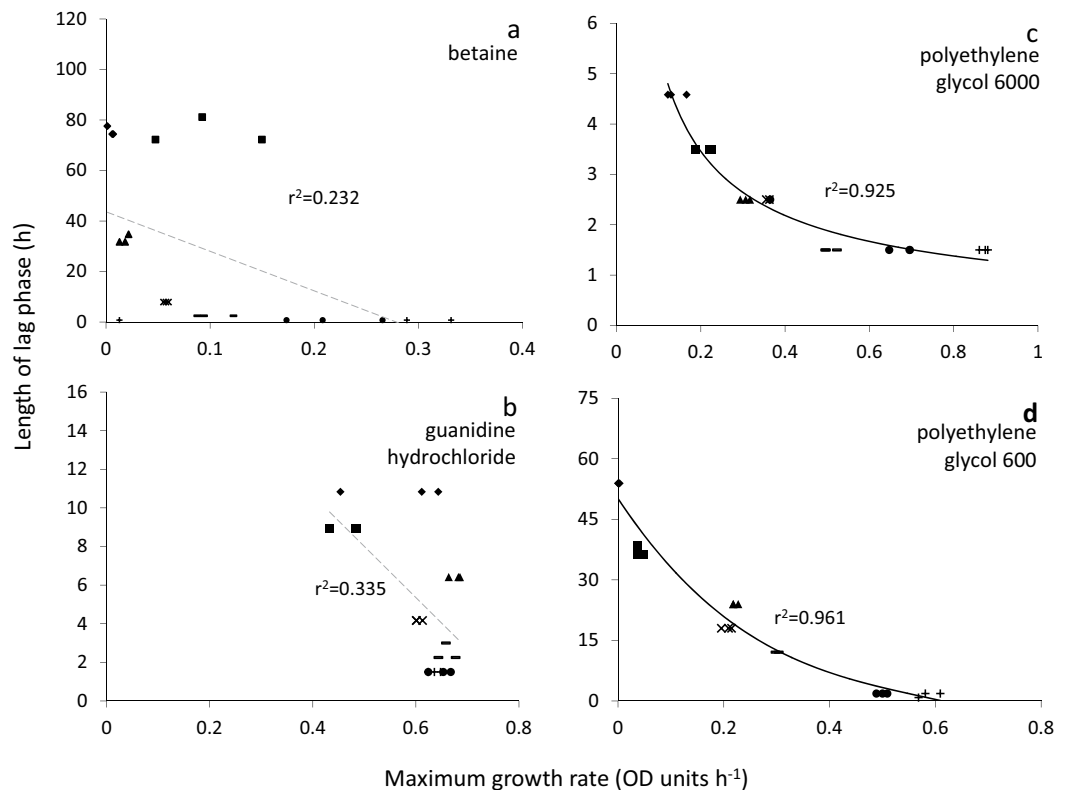 a
betaine
120
100
80
60
40
20
0
r²=0.232
0 0.1 0.2 0.3 0.4
c
polyethylene
glycol 6000
6
5
4
3
2
1
0
r²=0.925
0 0.2 0.4 0.6 0.8 1
b
guanidine
hydrochloride
16
14
12
10
8
6
4
2
0
r²=0.335
0 0.2 0.4 0.6 0.8
d
polyethylene
glycol 600
75
60
45
30
15
0
r²=0.961
0 0.2 0.4 0.6 0.8
Length of lag phase (h)
Maximum growth rate (OD units h⁻¹)